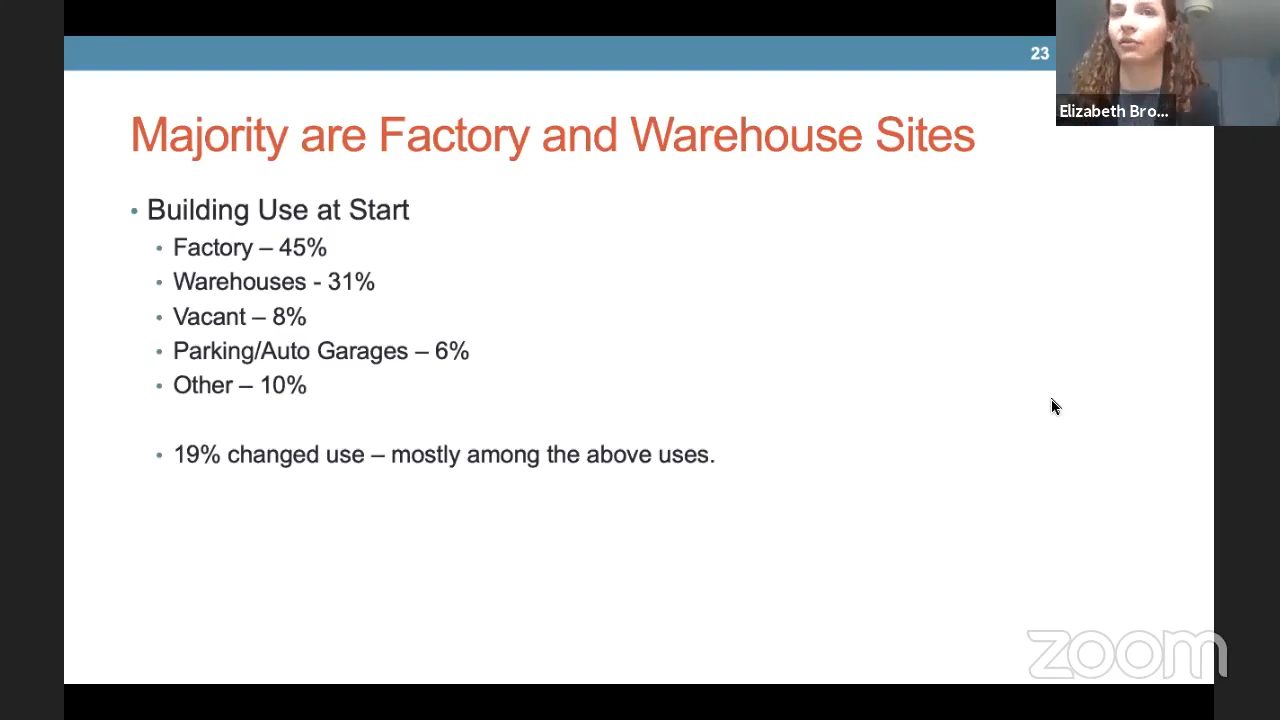 23
Elizabeth Bro...
Majority are Factory and Warehouse Sites
• Building Use at Start
• Factory – 45%
• Warehouses - 31%
• Vacant – 8%
• Parking/Auto Garages – 6%
• Other – 10%
• 19% changed use – mostly among the above uses.
zoom